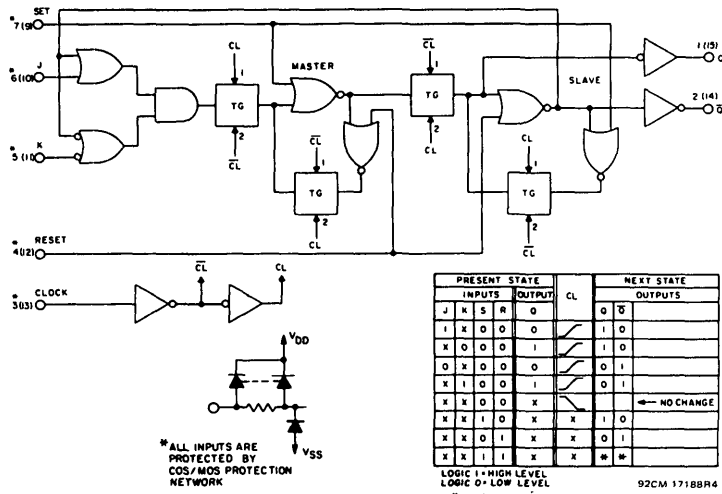 SET
* 7(9)
J
* 6(10)
K
* 5(11)
RESET
* 4(12)
CLOCK
* 3(13)
CL
1
TG
2
C̅L̅
MASTER
C̅L̅
1
TG
2
CL
C̅L̅
1
TG
2
CL
SLAVE
CL
1
TG
2
C̅L̅
1 (15)
Q
2 (14)
Q̅
C̅L̅
CL
VDD
VSS
*ALL INPUTS ARE
PROTECTED BY
COS/MOS PROTECTION
NETWORK
PRESENT STATE CL NEXT STATE
INPUTS OUTPUT OUTPUTS
J K S R Q Q Q̅
1 X 0 0 0 1 0
X 0 0 0 1 1 0
0 X 0 0 0 0 1
X 1 0 0 1 0 1
X X 0 0 X ← NO CHANGE
X X 1 0 X X 1 0
X X 0 1 X X 0 1
X X 1 1 X X * *
LOGIC 1 = HIGH LEVEL
LOGIC 0 = LOW LEVEL
92CM 17188R4